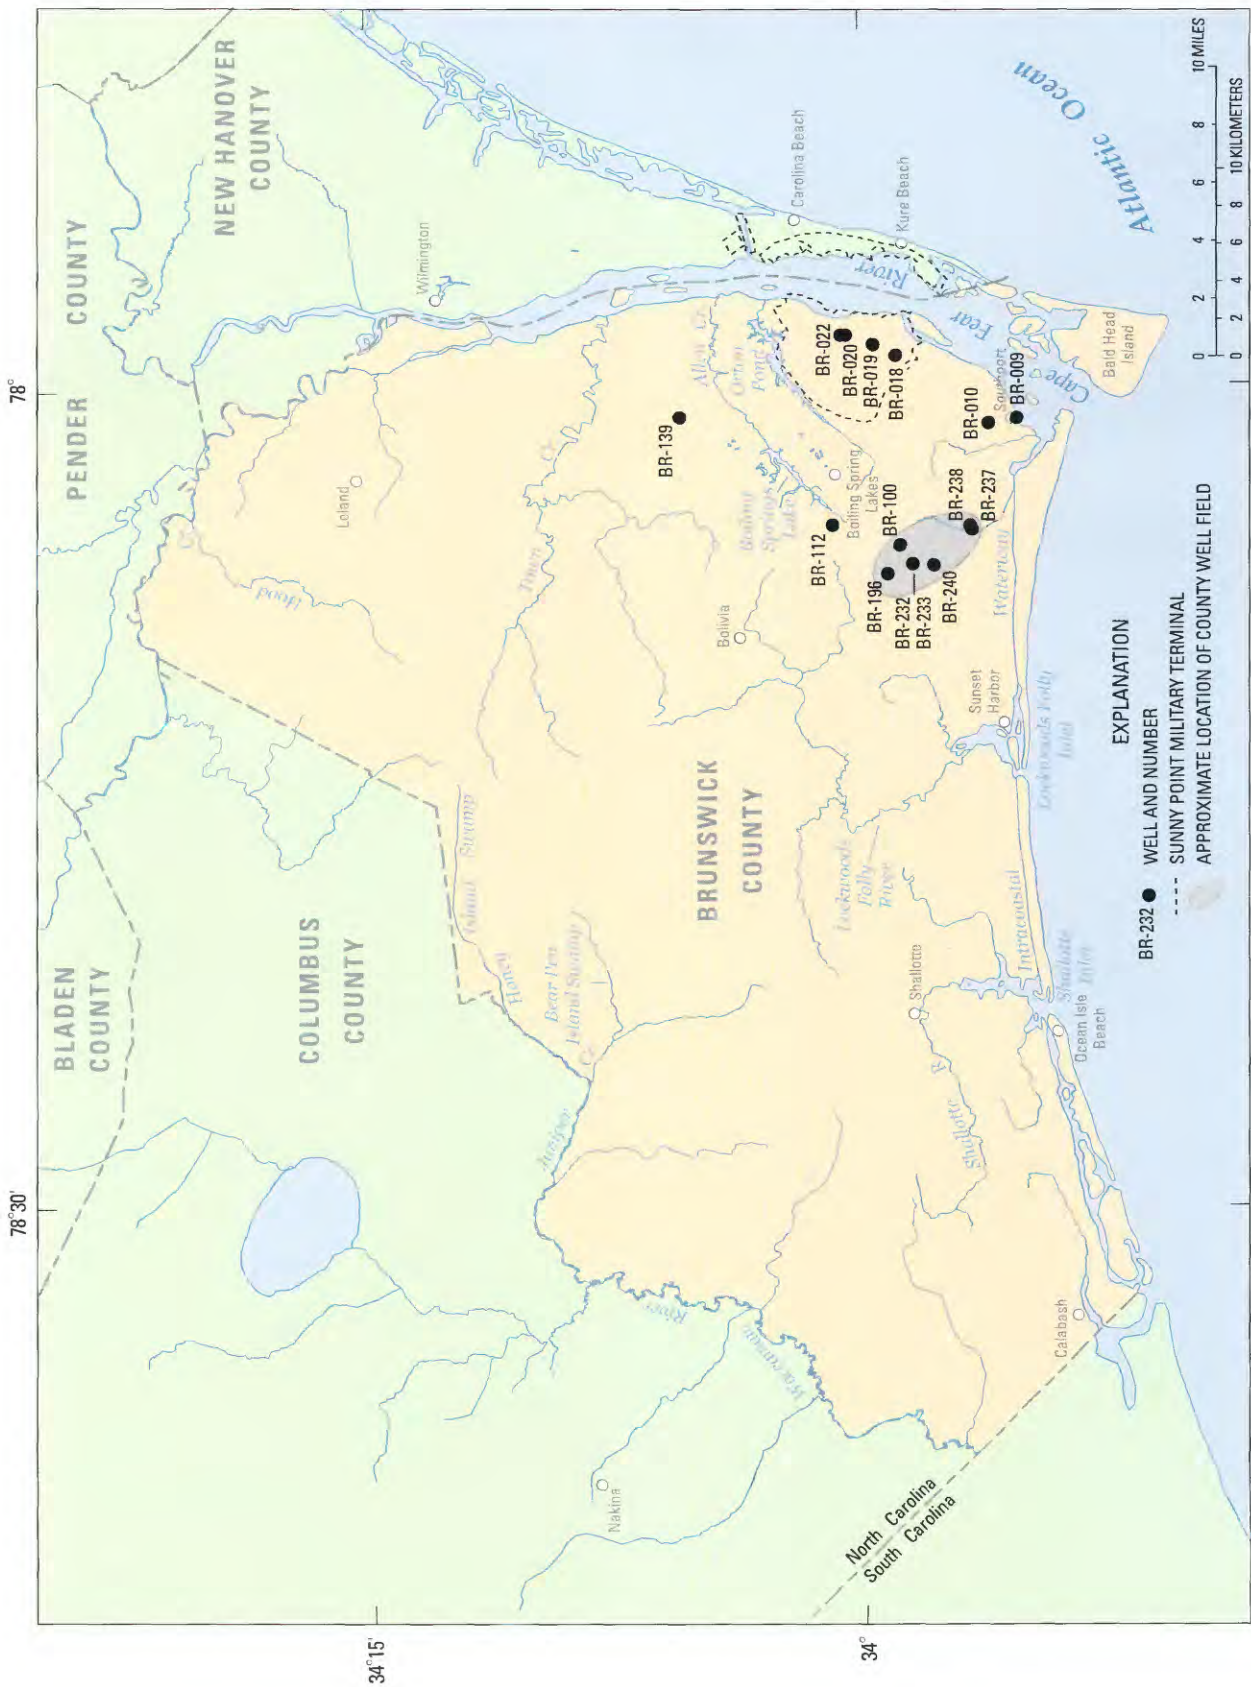 78°30'
78°
34°15'
34°
BLADEN
COUNTY
PENDER COUNTY
NEW HANOVER
COUNTY
COLUMBUS
COUNTY
BRUNSWICK
COUNTY
Wilmington
Leland
Hood
Cr.
Town
Cr.
Island Swamp
Honey
Bear Pen
Island Swamp
Cr.
Juniper
River
Waccamaw
Nakina
Allen Cr.
Orton
Pond
Boiling
Springs
Lake
Boiling Spring
Lakes
Bolivia
Carolina Beach
Kure Beach
Cape Fear River
Atlantic Ocean
BR-139
BR-022
BR-020
BR-019
BR-018
BR-112
BR-100
BR-196
BR-232
BR-233
BR-240
BR-238
BR-237
BR-010
BR-009
Southport
Bald Head
Island
Lockwoods
Folly
River
Sunset
Harbor
Lockwoods Folly
Inlet
Intracoastal
Waterway
Shallotte
Shallotte
R
Shallotte
Inlet
Ocean Isle
Beach
Calabash
North Carolina
South Carolina
EXPLANATION
BR-232 WELL AND NUMBER
SUNNY POINT MILITARY TERMINAL
APPROXIMATE LOCATION OF COUNTY WELL FIELD
0 2 4 6 8 10 MILES
0 2 4 6 8 10 KILOMETERS